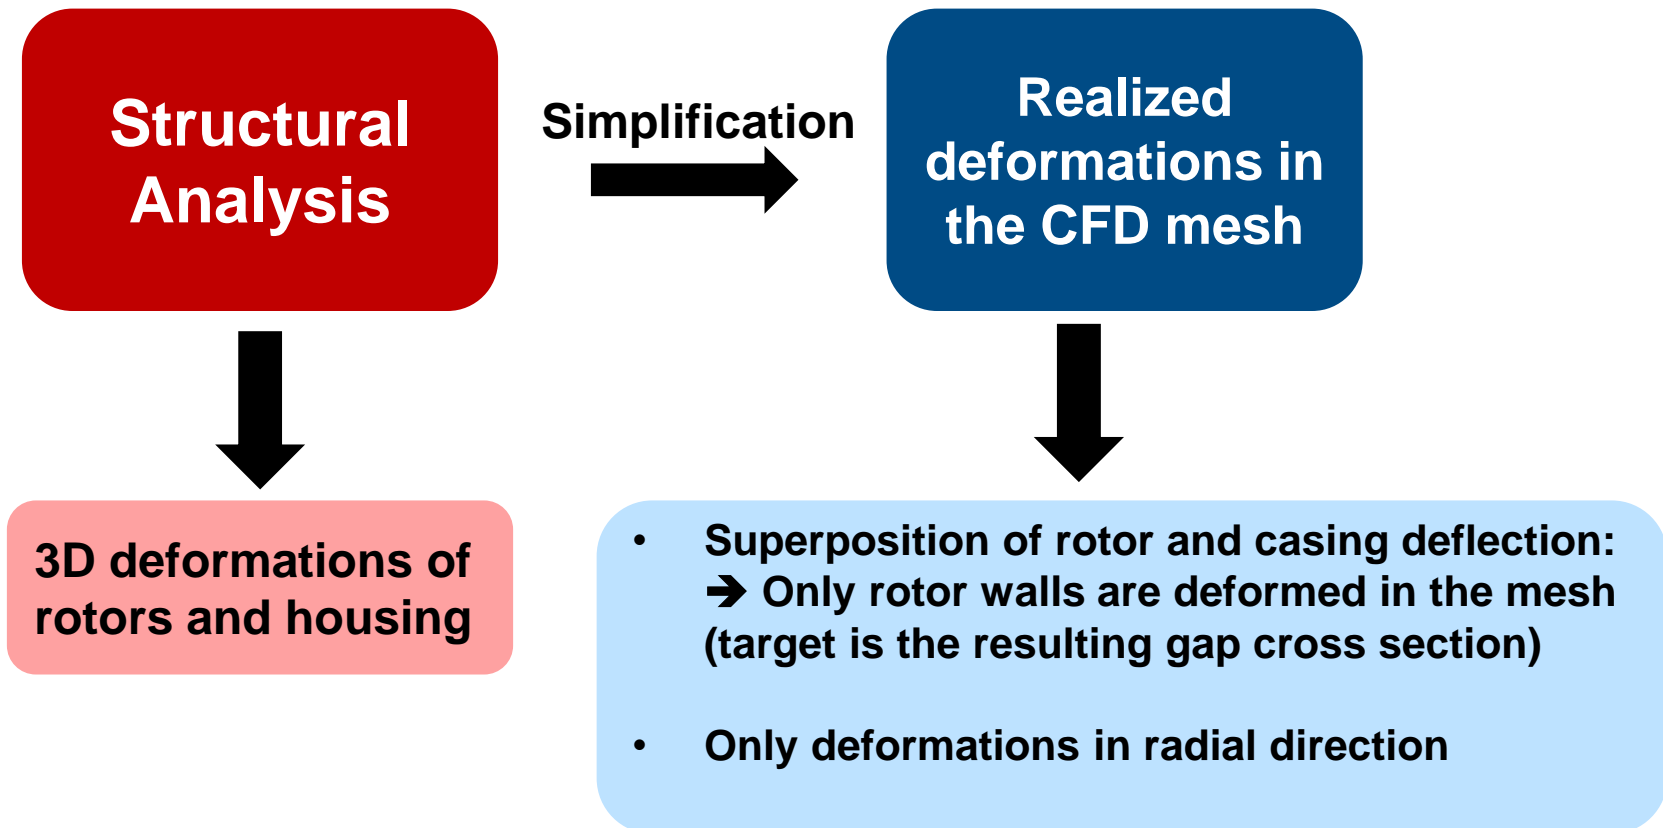 Structural
Analysis
Simplification
Realized
deformations in
the CFD mesh
3D deformations of
rotors and housing
• Superposition of rotor and casing deflection:
➔ Only rotor walls are deformed in the mesh
(target is the resulting gap cross section)
• Only deformations in radial direction